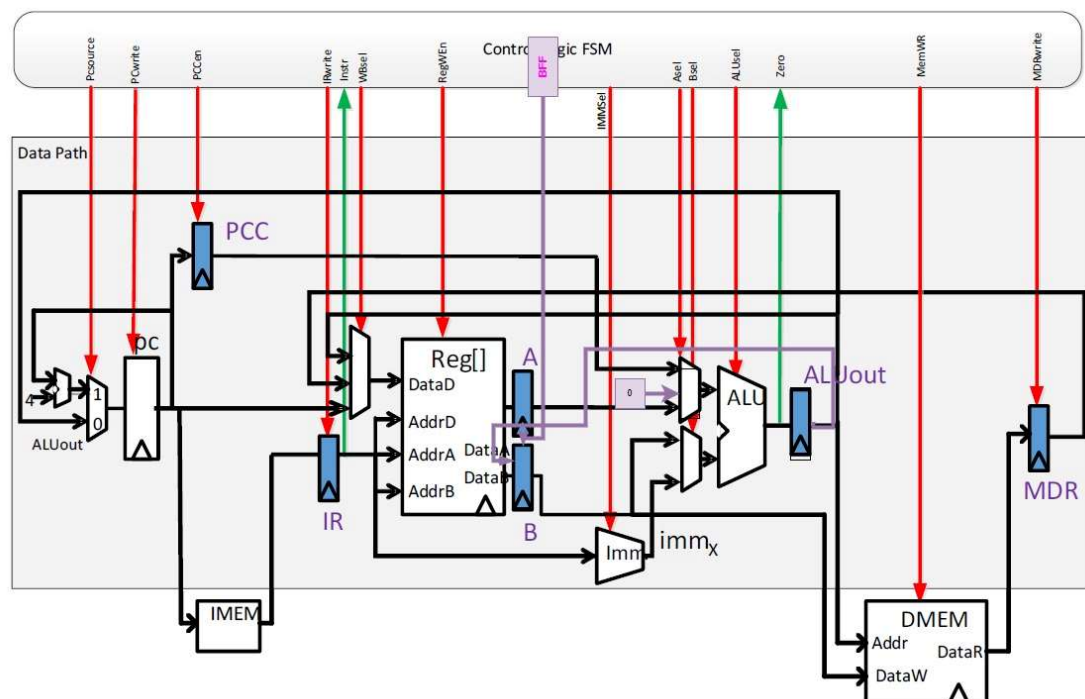 Control Logic FSM
BFF
Pcsource
PCwrite
PCCen
IRwrite
Instr
WBsel
RegWEn
IMMSel
Asel
Bsel
ALUsel
Zero
MemWR
MDRwrite
Data Path
PCC
pc
4
1
0
ALUout
IR
Reg[]
DataD
AddrD
AddrA
AddrB
DataA
DataB
A
B
0
ALU
ALUout
Imm
immx
MDR
IMEM
DMEM
Addr
DataR
DataW